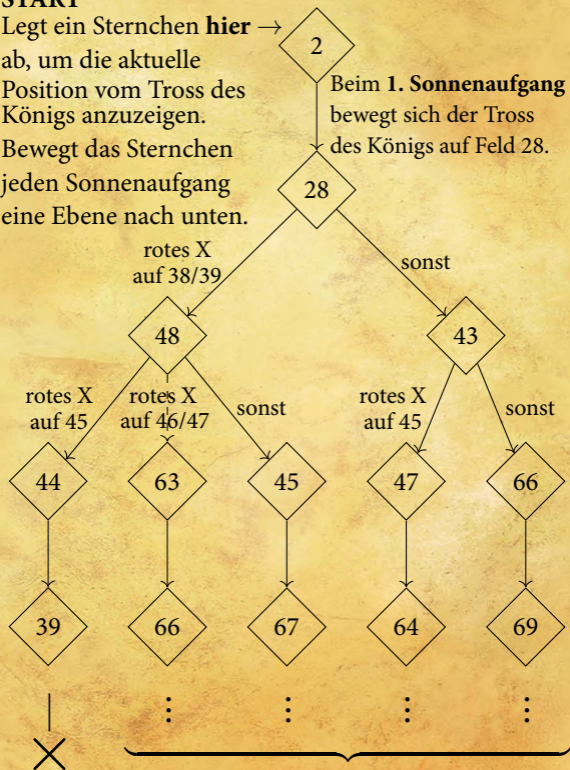 START
Legt ein Sternchen hier →
ab, um die aktuelle
Position vom Tross des
Königs anzuzeigen.
Bewegt das Sternchen
jeden Sonnenaufgang
eine Ebene nach unten.
2
Beim 1. Sonnenaufgang
bewegt sich der Tross
des Königs auf Feld 28.
28
rotes X
auf 38/39
sonst
48
43
rotes X
auf 45
rotes X
auf 46/47
sonst
rotes X
auf 45
sonst
44
63
45
47
66
39
66
67
64
69